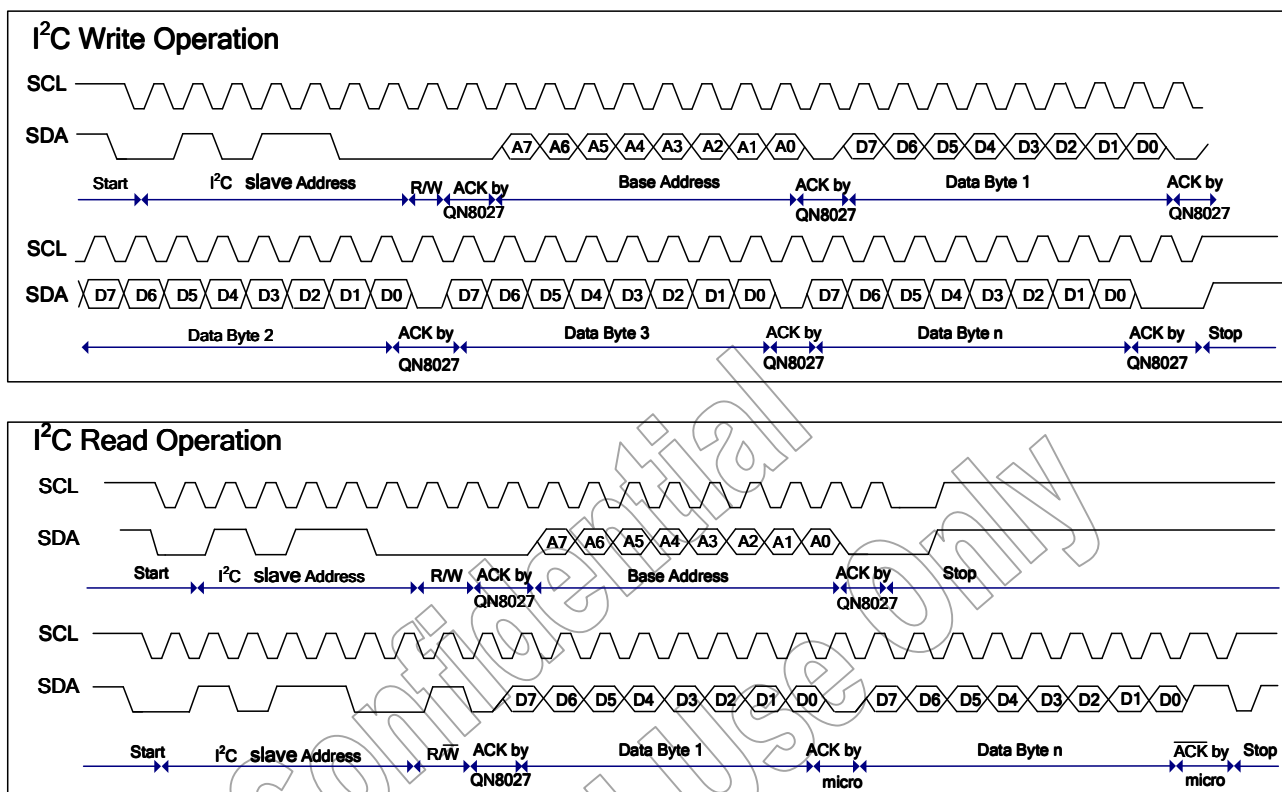 I²C Write Operation
SCL
SDA A7 A6 A5 A4 A3 A2 A1 A0 D7 D6 D5 D4 D3 D2 D1 D0
Start I²C slave Address R/W ACK by QN8027 Base Address ACK by QN8027 Data Byte 1 ACK by QN8027
SCL
SDA D7 D6 D5 D4 D3 D2 D1 D0 D7 D6 D5 D4 D3 D2 D1 D0 D7 D6 D5 D4 D3 D2 D1 D0
Data Byte 2 ACK by QN8027 Data Byte 3 ACK by QN8027 Data Byte n ACK by QN8027 Stop
I²C Read Operation
SCL
SDA A7 A6 A5 A4 A3 A2 A1 A0
Start I²C slave Address R/W ACK by QN8027 Base Address ACK by QN8027 Stop
SCL
SDA D7 D6 D5 D4 D3 D2 D1 D0 D7 D6 D5 D4 D3 D2 D1 D0
Start I²C slave Address R/W̅ ACK by QN8027 Data Byte 1 ACK by micro Data Byte n A̅C̅K̅ by micro Stop
Confidential
Use Only